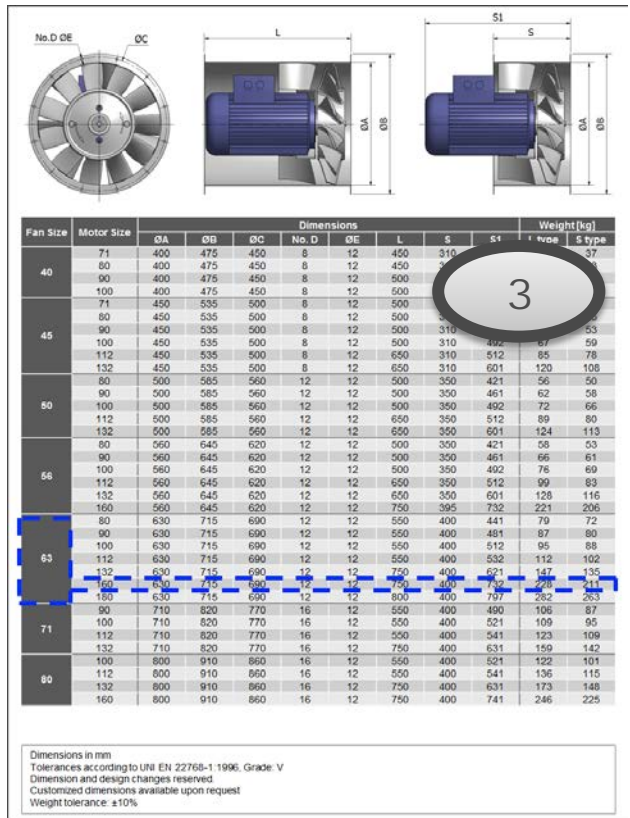 S1
No.D ØE ØC L S
ØA ØB ØA ØB
Fan Size Motor Size Dimensions Weight [kg]
ØA ØB ØC No. D ØE L S S1 L type S type
40
71 400 475 450 8 12 450 310 37
80 400 475 450 8 12 450
90 400 475 450 8 12 500
100 400 475 450 8 12 500
3
45
71 450 535 500 8 12 500
80 450 535 500 8 12 500
90 450 535 500 8 12 500 310 53
100 450 535 500 8 12 500 310 492 67 59
112 450 535 500 8 12 650 310 512 85 78
132 450 535 500 8 12 650 310 601 120 108
50
80 500 585 560 12 12 500 350 421 56 50
90 500 585 560 12 12 500 350 461 62 58
100 500 585 560 12 12 500 350 492 72 66
112 500 585 560 12 12 650 350 512 89 80
132 500 585 560 12 12 650 350 601 124 113
56
80 560 645 620 12 12 500 350 421 58 53
90 560 645 620 12 12 500 350 461 66 61
100 560 645 620 12 12 500 350 492 76 69
112 560 645 620 12 12 650 350 512 99 83
132 560 645 620 12 12 650 350 601 128 116
160 560 645 620 12 12 750 395 732 221 206
63
80 630 715 690 12 12 550 400 441 79 72
90 630 715 690 12 12 550 400 481 87 80
100 630 715 690 12 12 550 400 512 95 88
112 630 715 690 12 12 550 400 532 112 102
132 630 715 690 12 12 750 400 621 147 135
160 630 715 690 12 12 750 400 732 228 211
180 630 715 690 12 12 800 400 797 282 263
71
90 710 820 770 16 12 550 400 490 106 87
100 710 820 770 16 12 550 400 521 109 95
112 710 820 770 16 12 550 400 541 123 109
132 710 820 770 16 12 750 400 631 159 142
80
100 800 910 860 16 12 550 400 521 122 101
112 800 910 860 16 12 550 400 541 136 115
132 800 910 860 16 12 750 400 631 173 148
160 800 910 860 16 12 750 400 741 246 225
Dimensions in mm
Tolerances according to UNI EN 22768-1:1996, Grade: V
Dimension and design changes reserved
Customized dimensions available upon request
Weight tolerance: ±10%